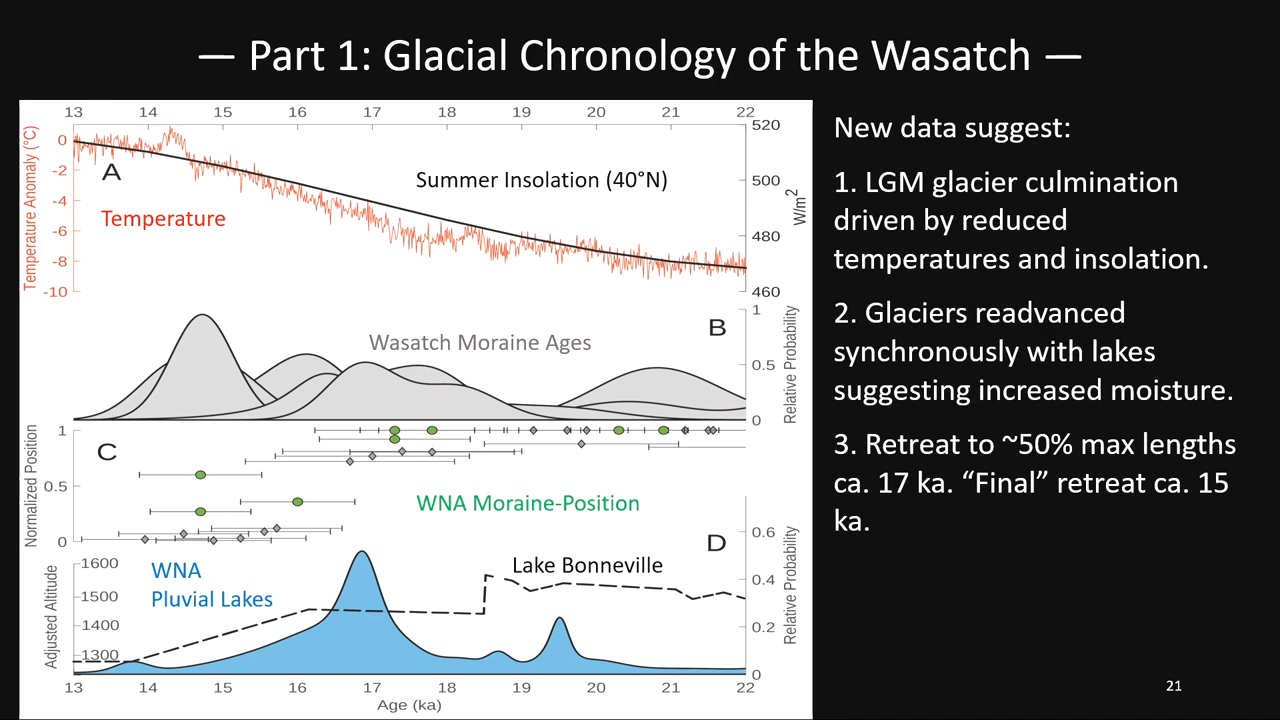 — Part 1: Glacial Chronology of the Wasatch —
13 14 15 16 17 18 19 20 21 22
Temperature Anomaly (°C)
0
-2
-4
-6
-8
-10
A
Temperature
Summer Insolation (40°N)
520
500
480
460
W/m2
B
Wasatch Moraine Ages
1
0.5
0
Relative Probability
Normalized Position
1
0.5
0
C
WNA Moraine-Position
D
Adjusted Altitude
1600
1500
1400
1300
WNA
Pluvial Lakes
Lake Bonneville
0.6
0.4
0.2
0
Relative Probability
13 14 15 16 17 18 19 20 21 22
Age (ka)
New data suggest:
1. LGM glacier culmination
driven by reduced
temperatures and insolation.
2. Glaciers readvanced
synchronously with lakes
suggesting increased moisture.
3. Retreat to ~50% max lengths
ca. 17 ka. “Final” retreat ca. 15
ka.
21